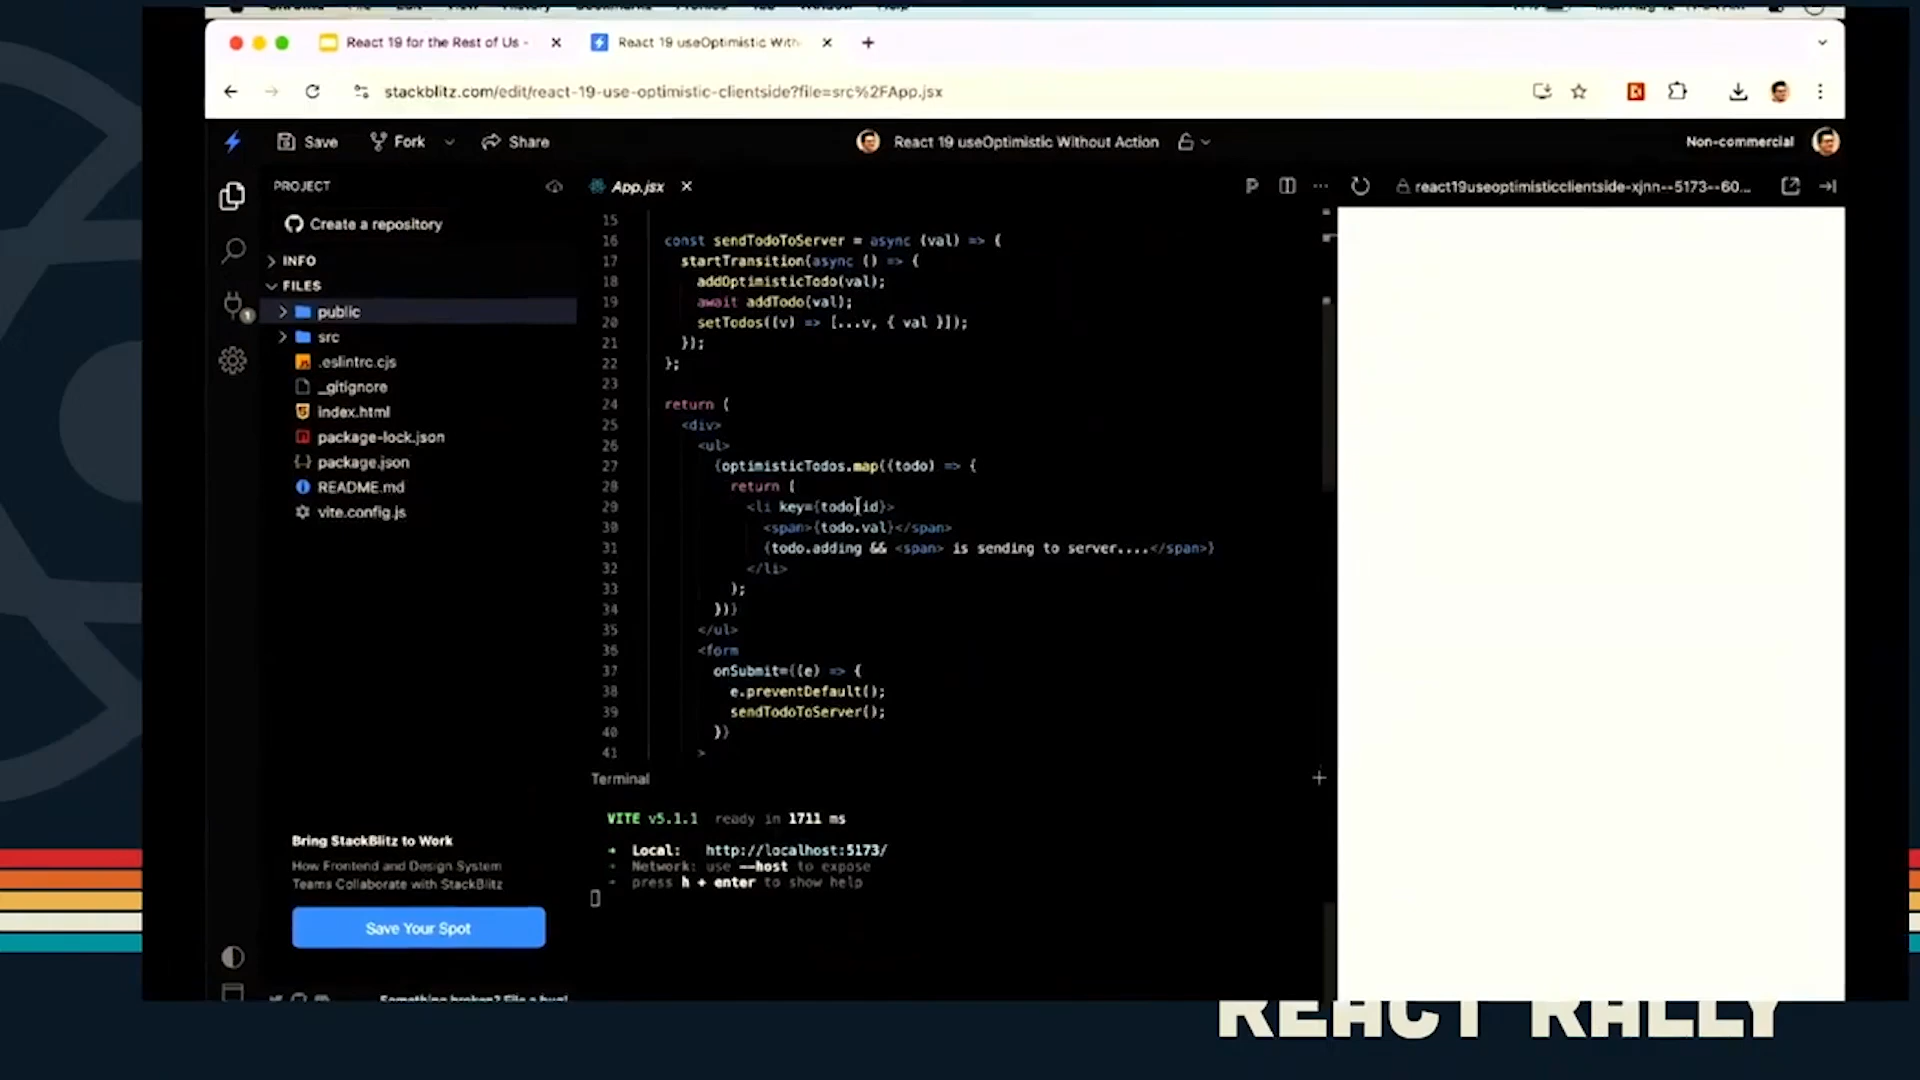 React 19 for the Rest of Us -
React 19 useOptimistic With
stackblitz.com/edit/react-19-use-optimistic-clientside?file=src%2FApp.jsx
Save
Fork
Share
React 19 useOptimistic Without Action
Non-commercial
PROJECT
Create a repository
INFO
FILES
public
src
.eslintrc.cjs
_gitignore
index.html
package-lock.json
package.json
README.md
vite.config.js
Bring StackBlitz to Work
How Frontend and Design System
Teams Collaborate with StackBlitz
Save Your Spot
Something broken? File a bug!
App.jsx
15
16 const sendTodoToServer = async (val) => {
17 startTransition(async () => {
18 addOptimisticTodo(val);
19 await addTodo(val);
20 setTodos((v) => [...v, { val }]);
21 });
22 };
23
24 return (
25 <div>
26 <ul>
27 {optimisticTodos.map((todo) => {
28 return (
29 <li key={todo.id}>
30 <span>{todo.val}</span>
31 {todo.adding && <span> is sending to server....</span>}
32 </li>
33 );
34 })}
35 </ul>
36 <form
37 onSubmit={(e) => {
38 e.preventDefault();
39 sendTodoToServer();
40 }}
41 >
Terminal
VITE v5.1.1 ready in 1711 ms
➜ Local: http://localhost:5173/
➜ Network: use --host to expose
➜ press h + enter to show help
react19useoptimisticclientside-xjnn--5173--60...
REACT RALLY